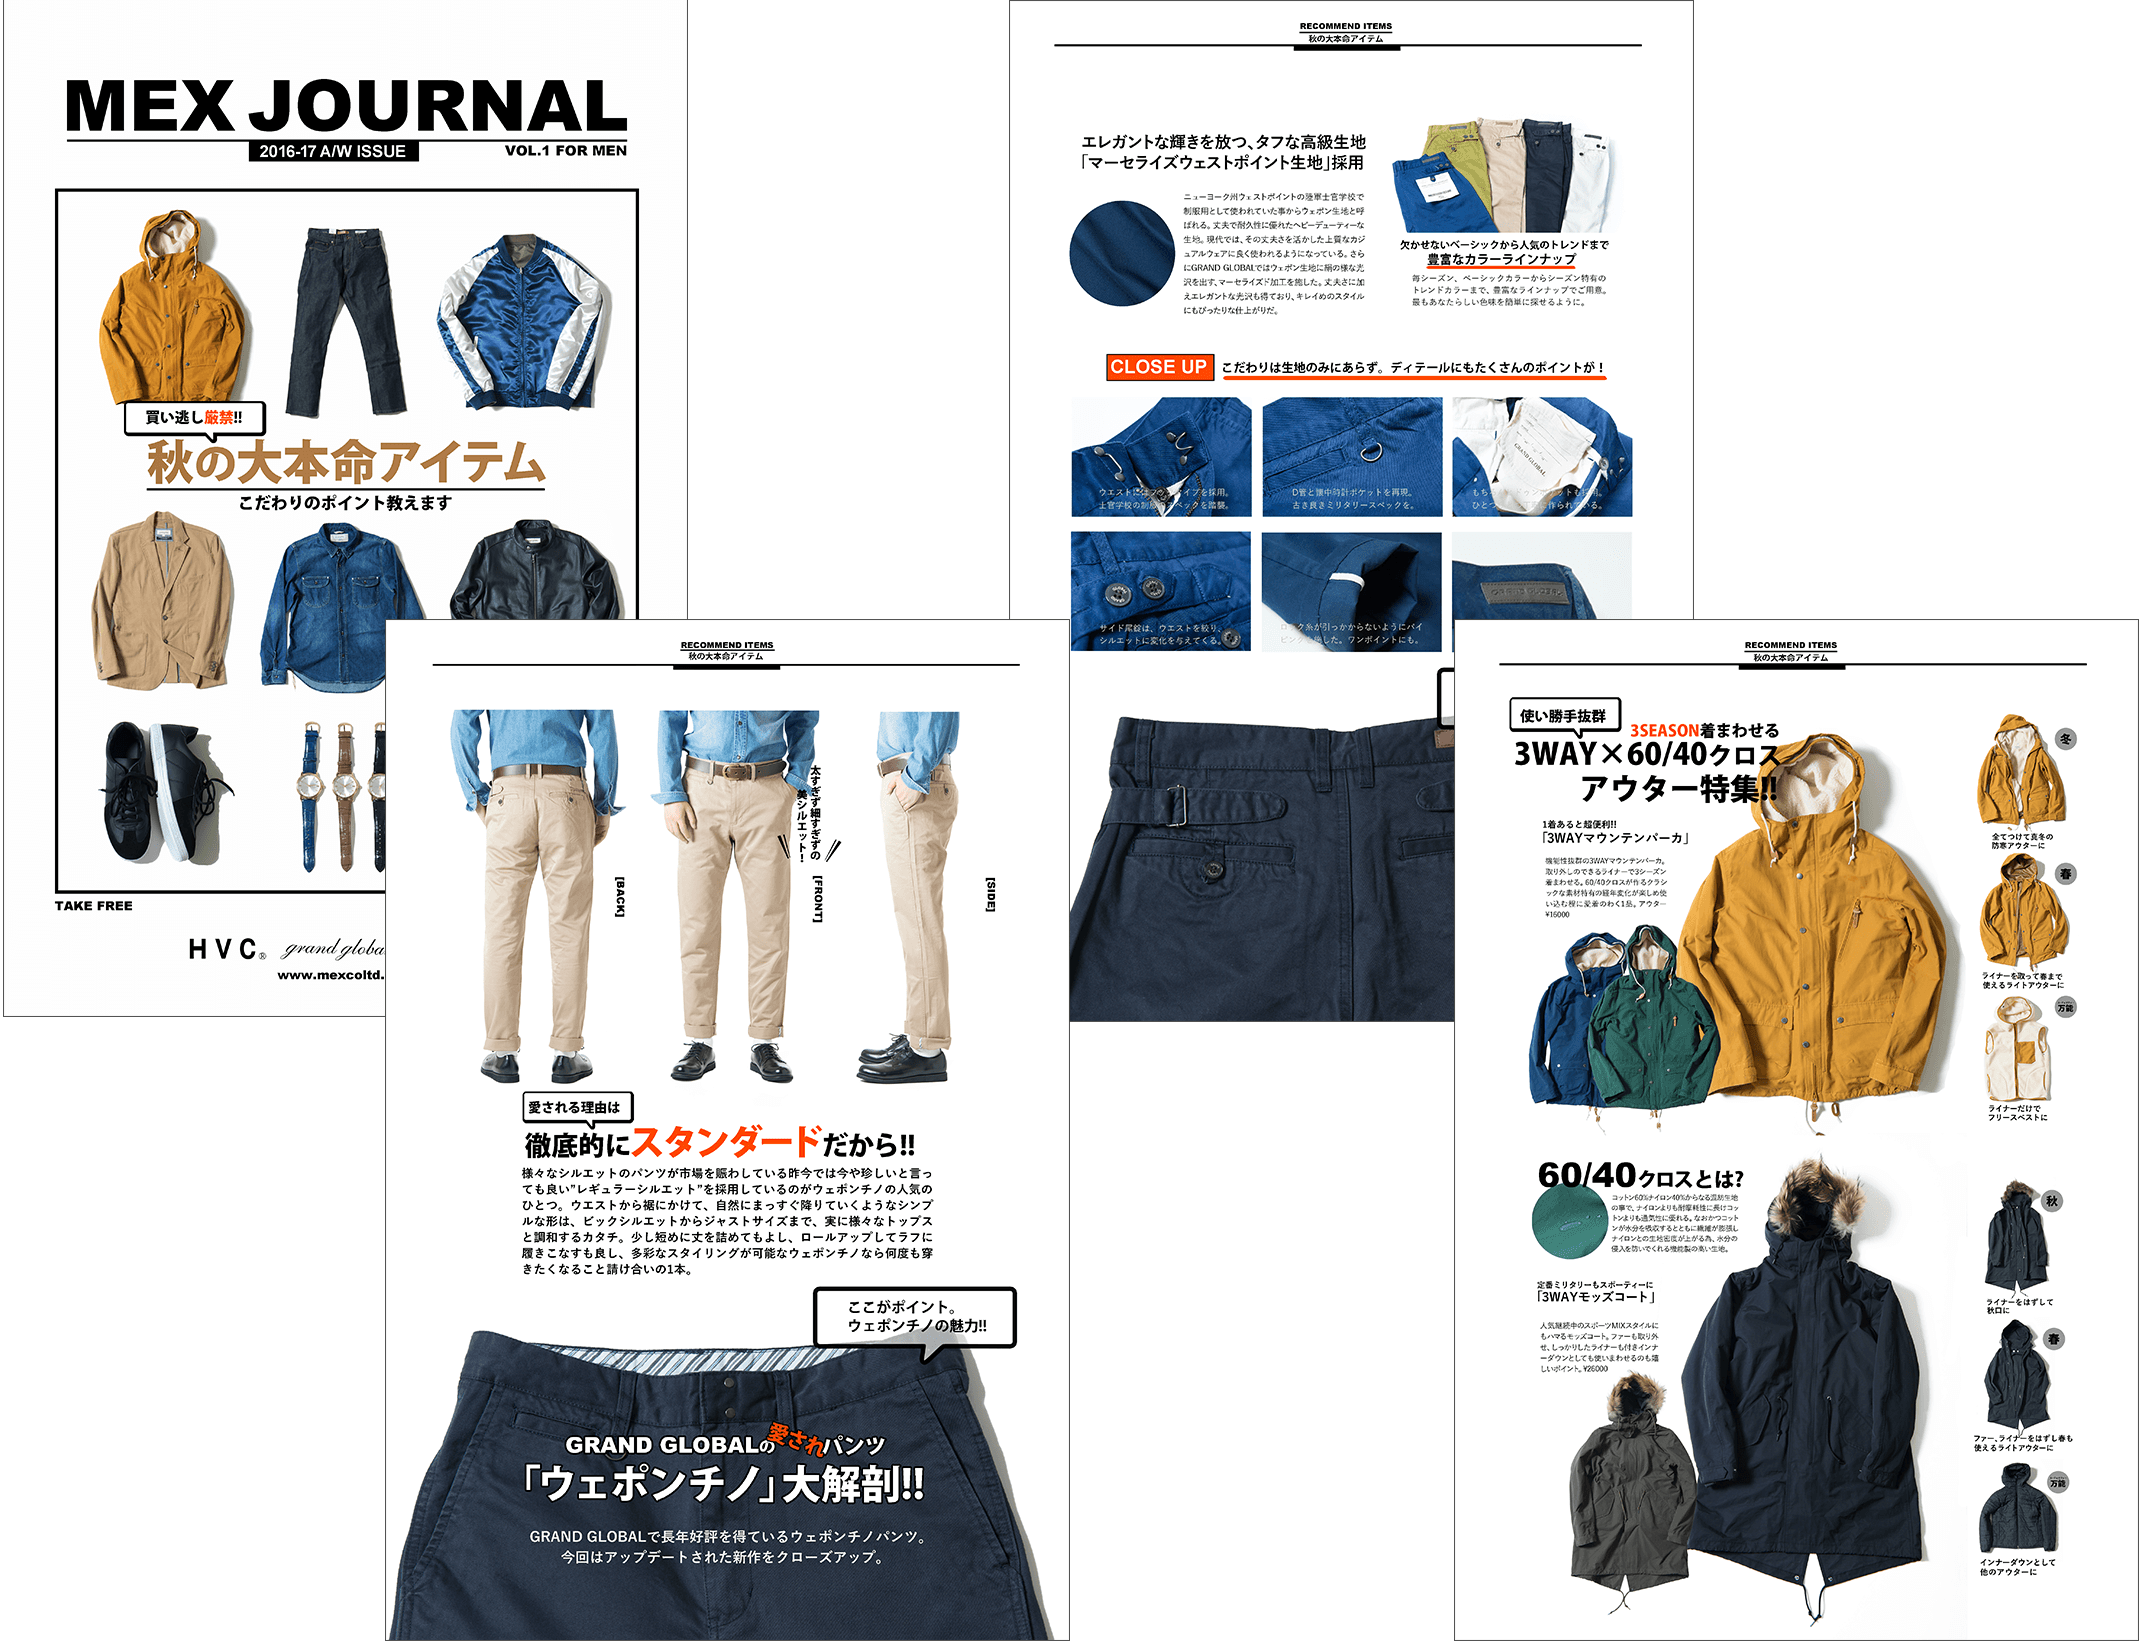 MEX JOURNAL
2016-17 A/W ISSUE
VOL.1 FOR MEN
買い逃し厳禁!!
秋の大本命アイテム
こだわりのポイント教えます
TAKE FREE
HVC® grand globa
www.mexcoltd.
RECOMMEND ITEMS
秋の大本命アイテム
エレガントな輝きを放つ、タフな高級生地
「マーセライズウェストポイント生地」採用
ニューヨーク州ウェストポイントの陸軍士官学校で
制服用として使われていた事からウェポン生地と呼
ばれる。丈夫で耐久性に優れたヘビーデューティーな
生地。現代では、その丈夫さを活かした上質なカジ
ュアルウェアに良く使われるようになっている。さら
にGRAND GLOBALではウェポン生地に絹の様な光
沢を出す、マーセライズド加工を施した。丈夫さに加
えエレガントな光沢も得ており、キレイめのスタイル
にもぴったりな仕上がりだ。
欠かせないベーシックから人気のトレンドまで
豊富なカラーラインナップ
毎シーズン、ベーシックカラーからシーズン特有の
トレンドカラーまで、豊富なラインナップでご用意。
最もあなたらしい色味を簡単に探せるように。
CLOSE UP
こだわりは生地のみにあらず。ディテールにもたくさんのポイントが！
を採用。
士官学校の制服 ペックを踏襲。
D管と懐中時計ポケットを再現。
古き良きミリタリースペックを。
GRAND GLOBAL
サイド尾錠は、ウエストを絞り、
シルエットに変化を与えてくる。
ク糸が引っかからないようにパイ
した。ワンポイントにも。
RECOMMEND ITEMS
秋の大本命アイテム
太すぎず細すぎずの
美シルエット！
[BACK]
[FRONT]
[SIDE]
愛される理由は
徹底的にスタンダードだから!!
様々なシルエットのパンツが市場を賑わしている昨今では今や珍しいと言っ
ても良い”レギュラーシルエット”を採用しているのがウェポンチノの人気の
ひとつ。ウエストから裾にかけて、自然にまっすぐ降りていくようなシンプ
ルな形は、ビックシルエットからジャストサイズまで、実に様々なトップス
と調和するカタチ。少し短めに丈を詰めてもよし、ロールアップしてラフに
履きこなすも良し、多彩なスタイリングが可能なウェポンチノなら何度も穿
きたくなること請け合いの1本。
ここがポイント。
ウェポンチノの魅力!!
GRAND GLOBALの愛されパンツ
「ウェポンチノ」大解剖!!
GRAND GLOBALで長年好評を得ているウェポンチノパンツ。
今回はアップデートされた新作をクローズアップ。
RECOMMEND ITEMS
秋の大本命アイテム
使い勝手抜群
3SEASON着まわせる
3WAY×60/40クロス
アウター特集!!
1着あると超便利!!
「3WAYマウンテンパーカ」
機能性抜群の3WAYマウンテンパーカ。
取り外しのできるライナーで3シーズン
着まわせる。60/40クロスが作るクラシ
ックな素材特有の経年変化が楽しめ使
い込む程に愛着のわく1品。アウター
¥16000
冬
全てつけて真冬の
防寒アウターに
春
ライナーを取って春まで
使えるライトアウターに
万能
ライナーだけで
フリースベストに
60/40クロスとは?
コットン60%ナイロン40%からなる混紡生地
の事で、ナイロンよりも耐摩耗性に長けコッ
トンよりも通気性に優れる。なおかつコット
ンが水分を吸収するとともに繊維が膨張し
ナイロンとの生地密度が上がる為、水分の
侵入を防いでくれる機能製の高い生地。
定番ミリタリーもスポーティーに
「3WAYモッズコート」
人気継続中のスポーツMIXスタイルに
もハマるモッズコート。ファーも取り外
せ、しっかりしたライナーも付きインナ
ーダウンとしても使いまわせるのも嬉
しいポイント。¥26000
秋
ライナーをはずして
秋口に
春
ファー、ライナーをはずし春も
使えるライトアウターに
万能
インナーダウンとして
他のアウターに